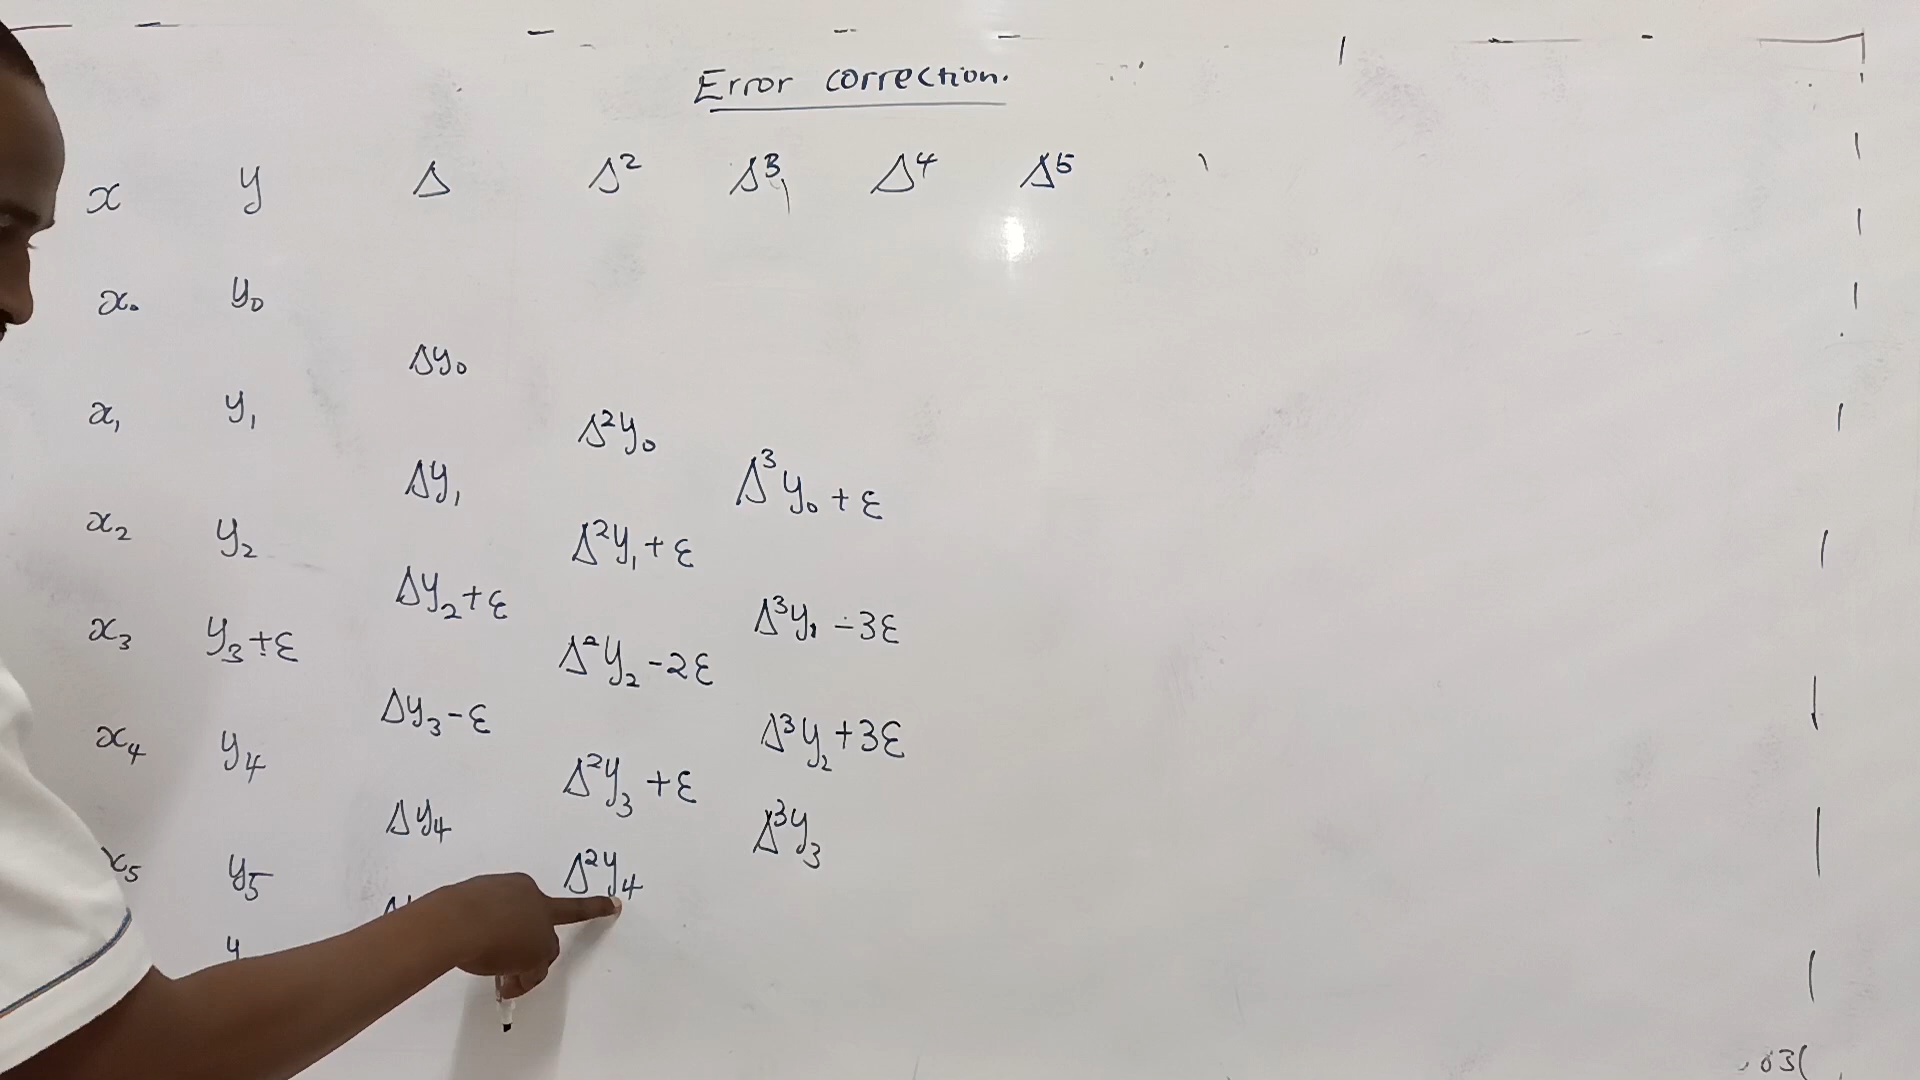 Error correction.
x y Δ Δ² Δ³ Δ⁴ Δ⁵
x₀ y₀
Δy₀
x₁ y₁
Δ²y₀
Δy₁ Δ³y₀ + ε
x₂ y₂
Δ²y₁ + ε
Δy₂ + ε
Δ³y₁ - 3ε
x₃ y₃ + ε
Δ²y₂ - 2ε
Δy₃ - ε
Δ³y₂ + 3ε
x₄ y₄
Δ²y₃ + ε
Δy₄ Δ³y₃
x₅ y₅ Δ²y₄